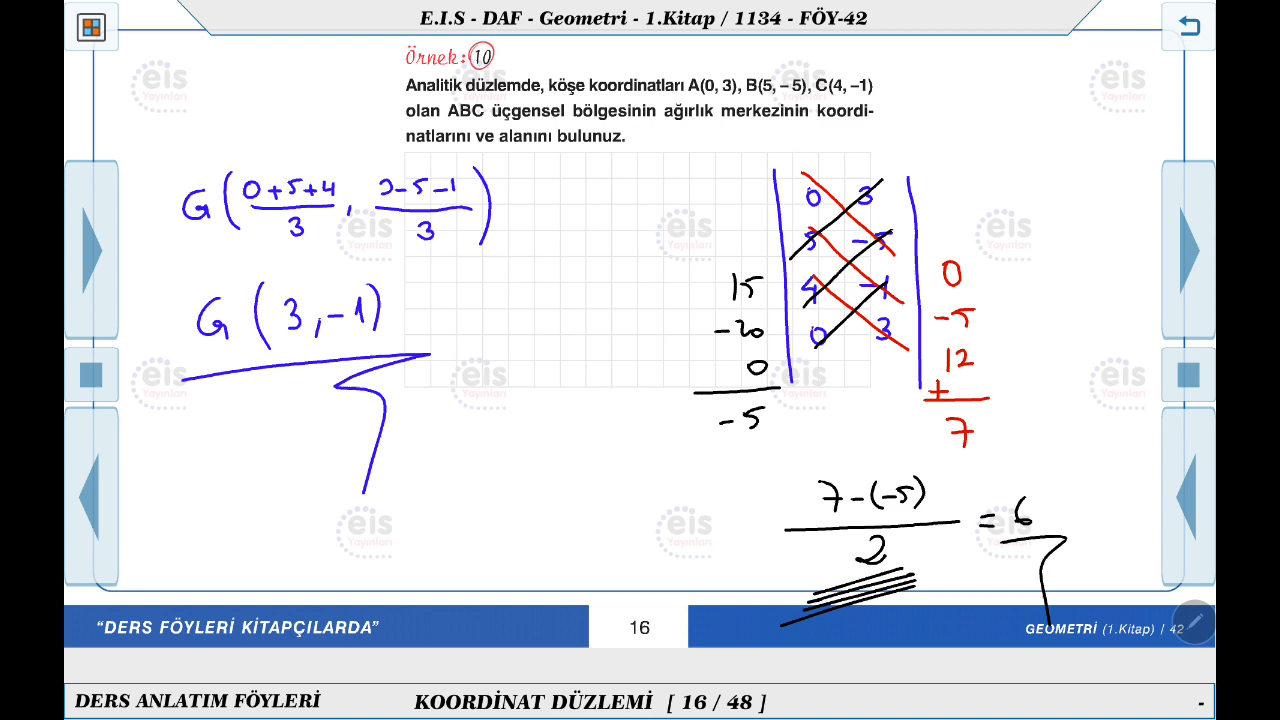 E.I.S - DAF - Geometri - 1.Kitap / 1134 - FÖY-42
Örnek: 10
Analitik düzlemde, köşe koordinatları A(0, 3), B(5, – 5), C(4, –1)
olan ABC üçgensel bölgesinin ağırlık merkezinin koordi-
natlarını ve alanını bulunuz.
G(0+5+4/3, 3-5-1/3)
G(3,-1)
0 3
5 -5
4 -1
0 3
15
-20
0
-5
0
-5
12
+
7
7-(-5)/2 = 6
eis Yayınları
"DERS FÖYLERİ KİTAPÇILARDA"
16
GEOMETRİ (1.Kitap) / 42
DERS ANLATIM FÖYLERİ
KOORDİNAT DÜZLEMİ [ 16 / 48 ]
-